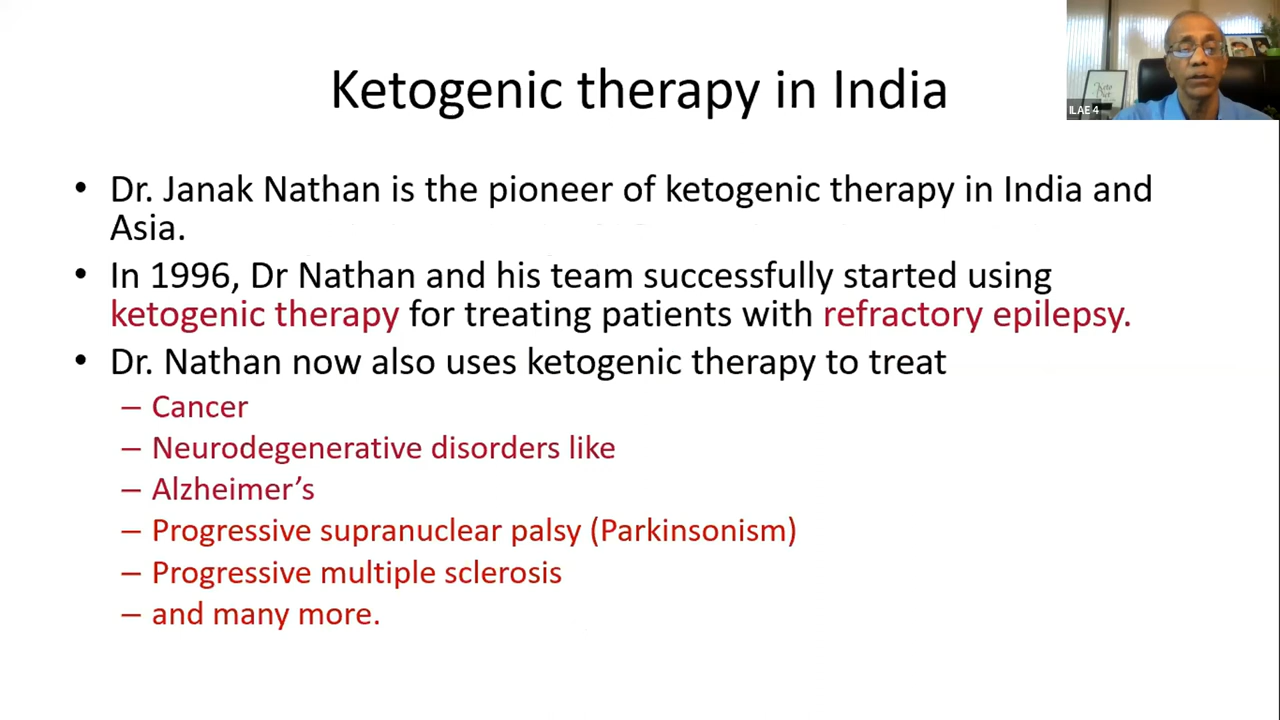 Ketogenic therapy in India
ILAE 4
• Dr. Janak Nathan is the pioneer of ketogenic therapy in India and
Asia.
• In 1996, Dr Nathan and his team successfully started using
ketogenic therapy for treating patients with refractory epilepsy.
• Dr. Nathan now also uses ketogenic therapy to treat
– Cancer
– Neurodegenerative disorders like
– Alzheimer’s
– Progressive supranuclear palsy (Parkinsonism)
– Progressive multiple sclerosis
– and many more.